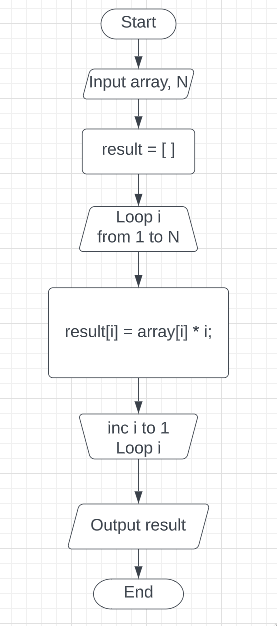 Start
Input array, N
result = [ ]
Loop i
from 1 to N
result[i] = array[i] * i;
inc i to 1
Loop i
Output result
End